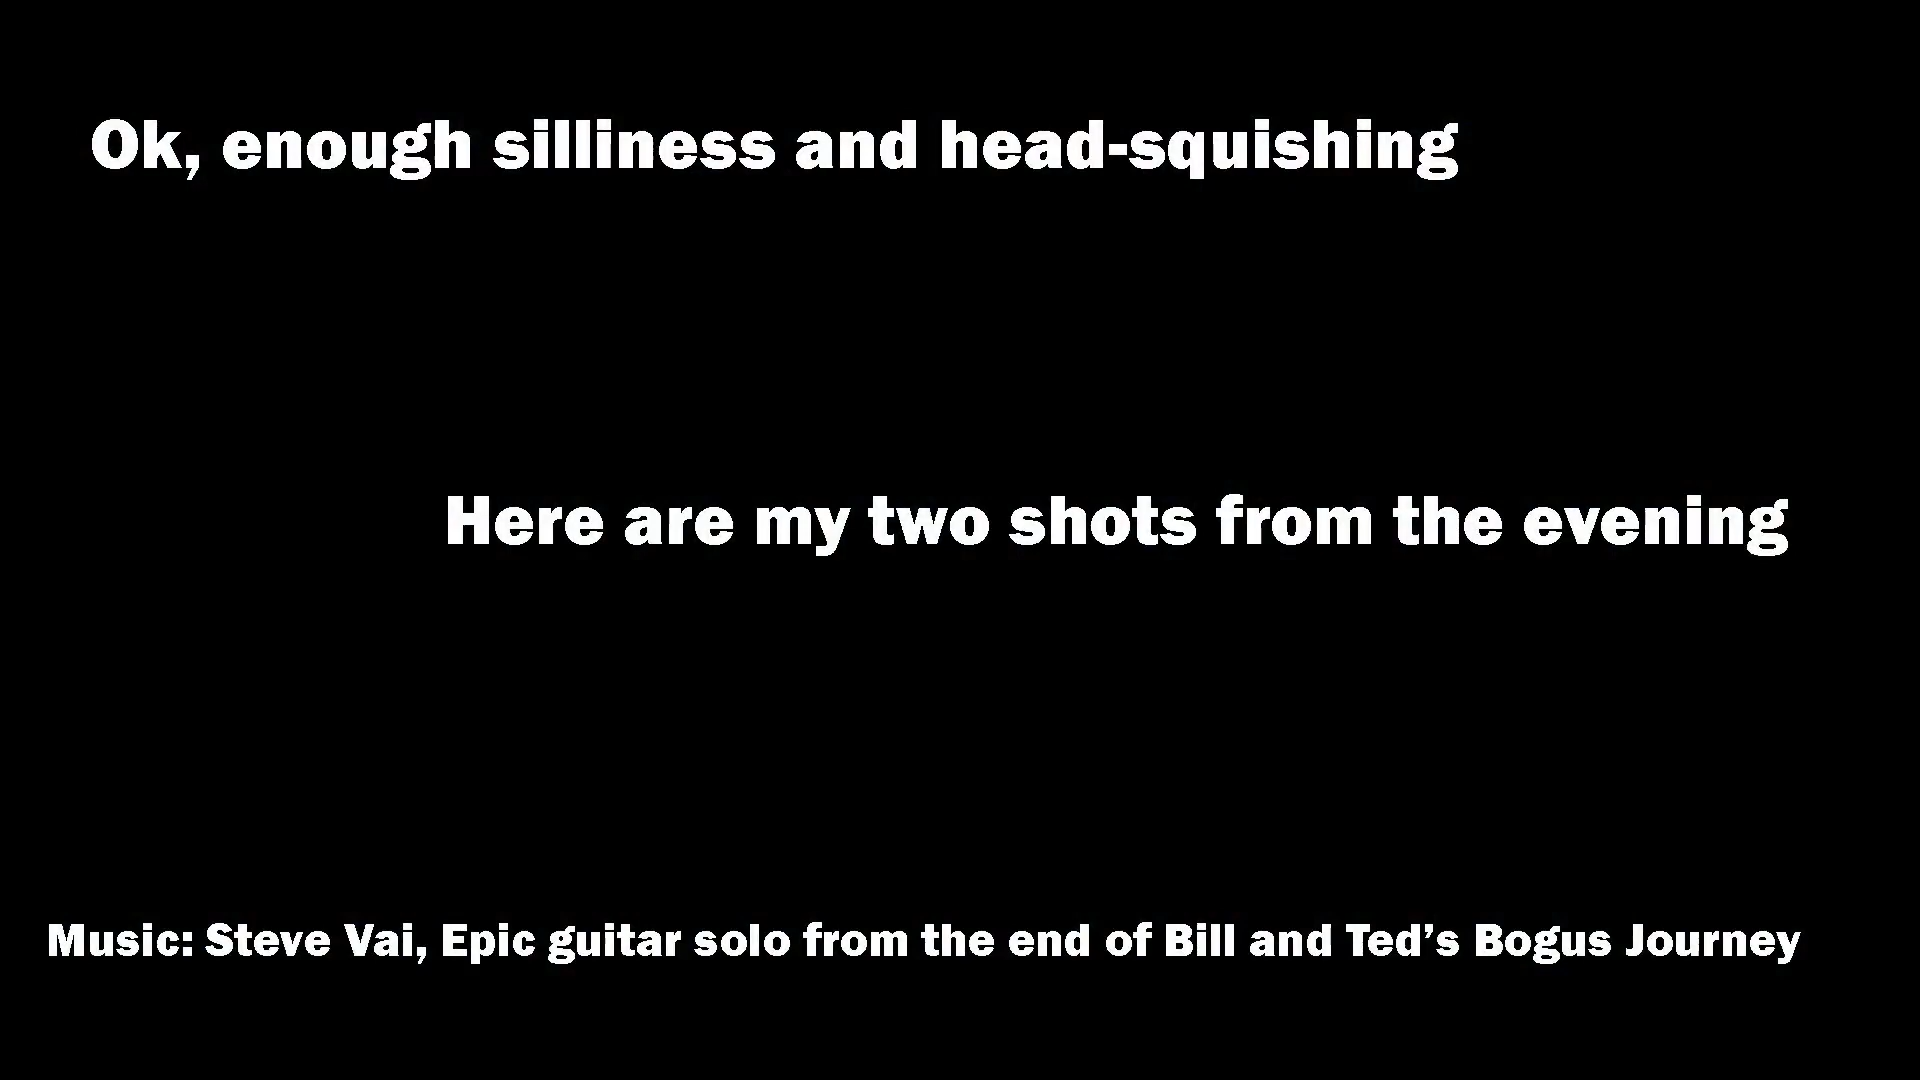 Ok, enough silliness and head-squishing
Here are my two shots from the evening
Music: Steve Vai, Epic guitar solo from the end of Bill and Ted’s Bogus Journey